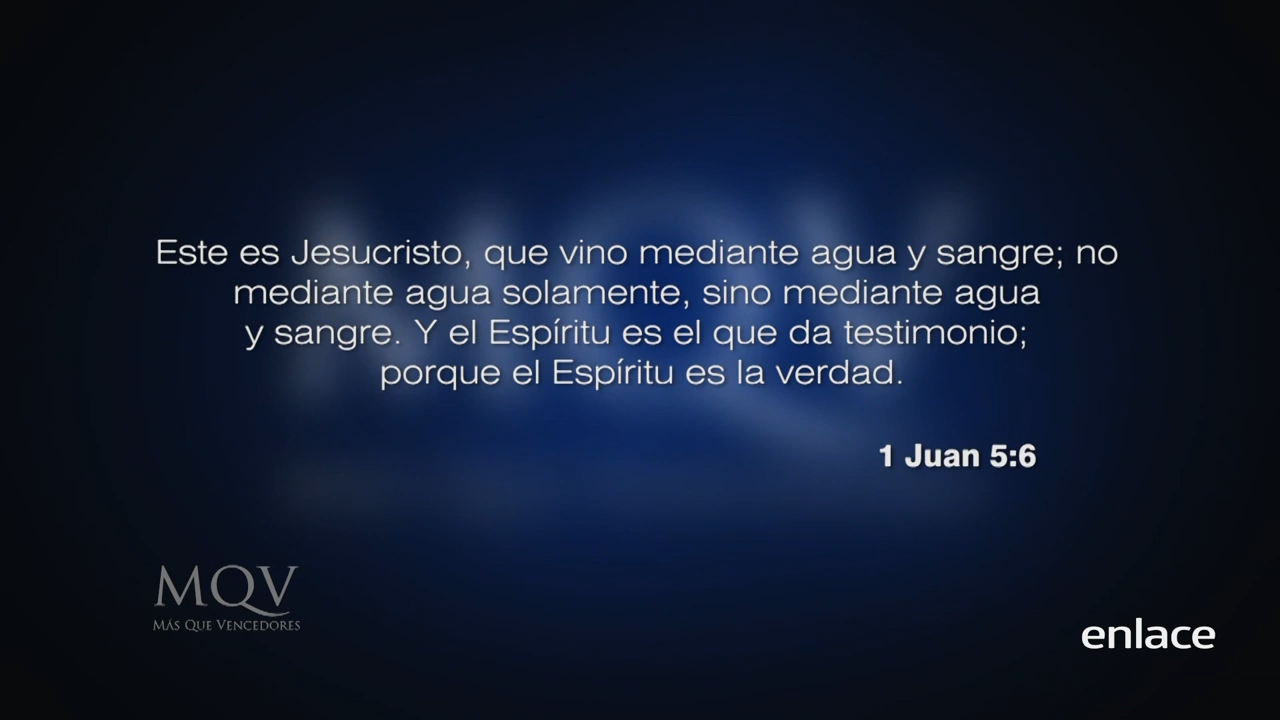 Este es Jesucristo, que vino mediante agua y sangre; no
mediante agua solamente, sino mediante agua
y sangre. Y el Espíritu es el que da testimonio;
porque el Espíritu es la verdad.
1 Juan 5:6
MQV
MÁS QUE VENCEDORES
enlace